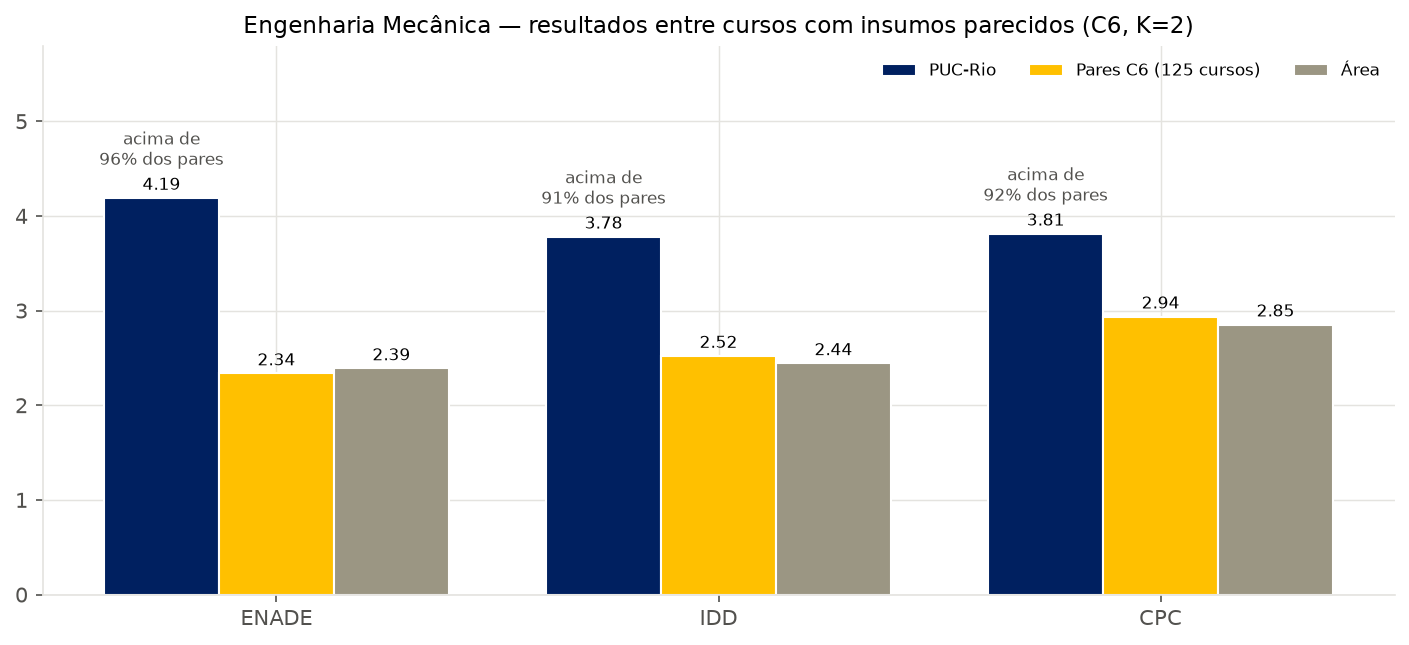 Engenharia Mecânica — resultados entre cursos com insumos parecidos (C6, K=2)
PUC-Rio
Pares C6 (125 cursos)
Área
5
4
3
2
1
0
acima de
96% dos pares
4.19
2.34
2.39
acima de
91% dos pares
3.78
2.52
2.44
acima de
92% dos pares
3.81
2.94
2.85
ENADE
IDD
CPC